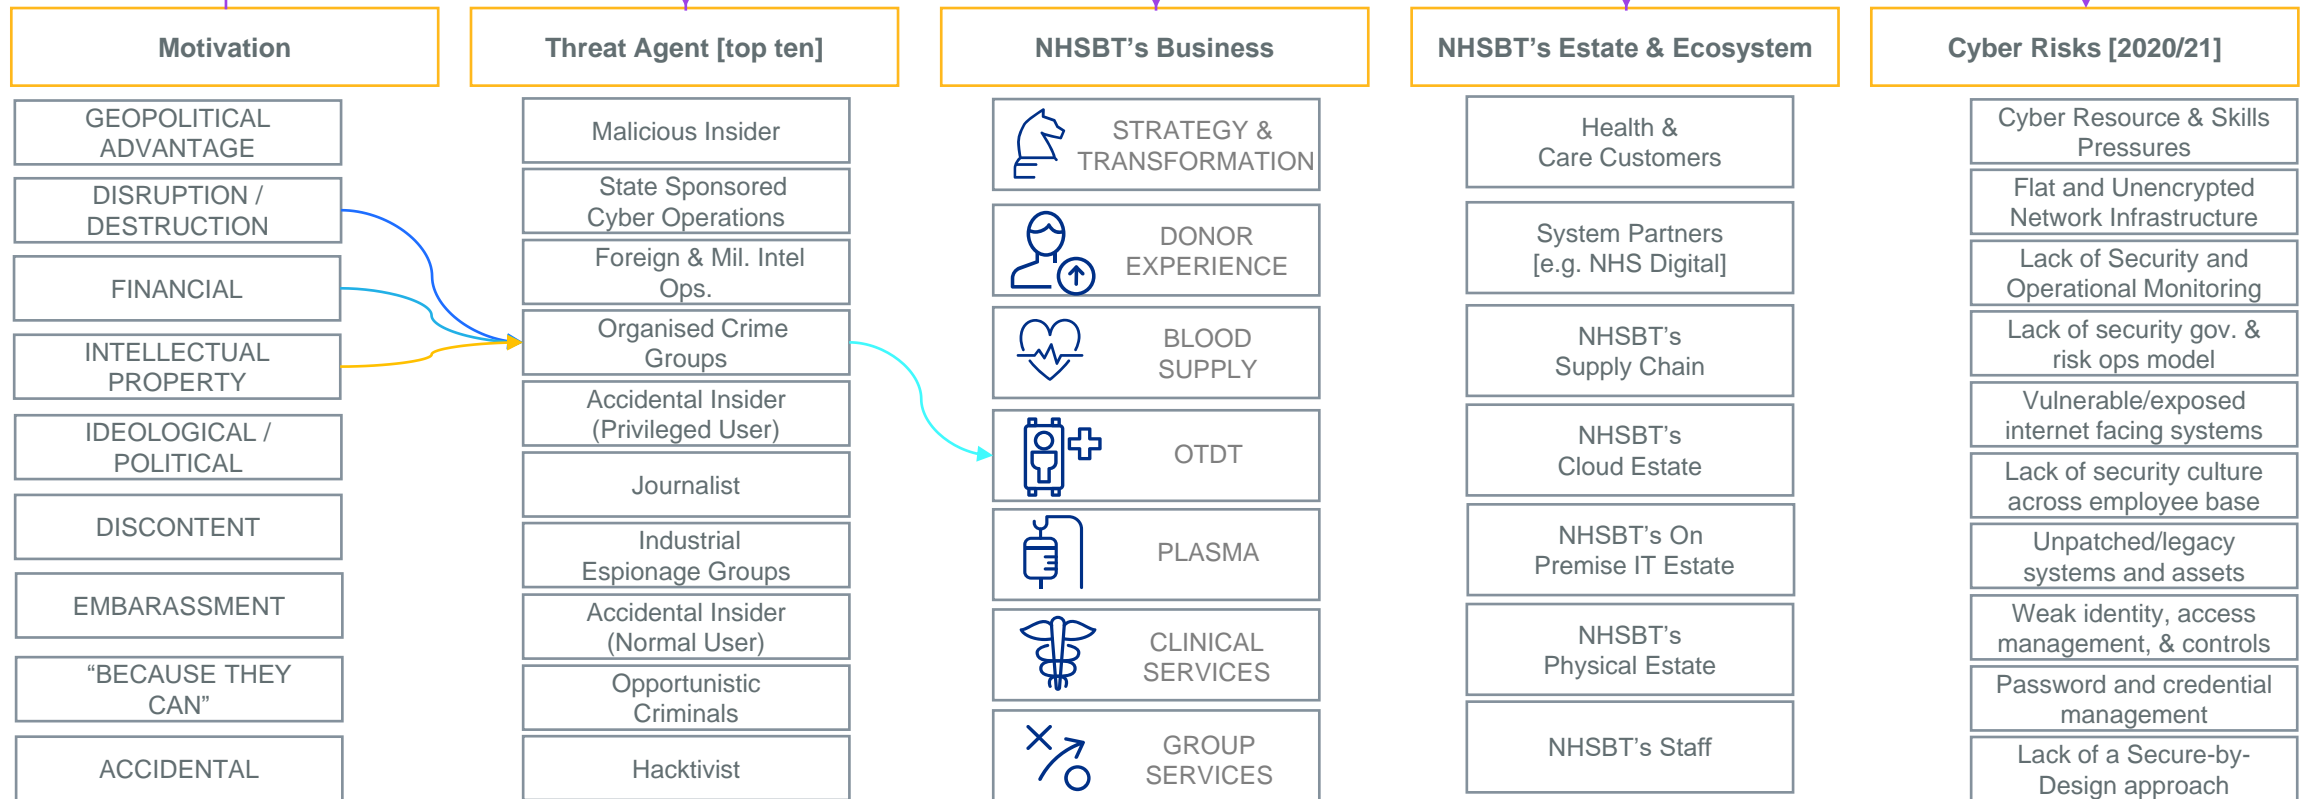 Motivation
GEOPOLITICAL
ADVANTAGE
DISRUPTION /
DESTRUCTION
FINANCIAL
INTELLECTUAL
PROPERTY
IDEOLOGICAL /
POLITICAL
DISCONTENT
EMBARASSMENT
“BECAUSE THEY
CAN”
ACCIDENTAL
Threat Agent [top ten]
Malicious Insider
State Sponsored
Cyber Operations
Foreign & Mil. Intel
Ops.
Organised Crime
Groups
Accidental Insider
(Privileged User)
Journalist
Industrial
Espionage Groups
Accidental Insider
(Normal User)
Opportunistic
Criminals
Hacktivist
NHSBT’s Business
STRATEGY &
TRANSFORMATION
DONOR
EXPERIENCE
BLOOD
SUPPLY
OTDT
PLASMA
CLINICAL
SERVICES
GROUP
SERVICES
NHSBT’s Estate & Ecosystem
Health &
Care Customers
System Partners
[e.g. NHS Digital]
NHSBT’s
Supply Chain
NHSBT’s
Cloud Estate
NHSBT’s On
Premise IT Estate
NHSBT’s
Physical Estate
NHSBT’s Staff
Cyber Risks [2020/21]
Cyber Resource & Skills
Pressures
Flat and Unencrypted
Network Infrastructure
Lack of Security and
Operational Monitoring
Lack of security gov. &
risk ops model
Vulnerable/exposed
internet facing systems
Lack of security culture
across employee base
Unpatched/legacy
systems and assets
Weak identity, access
management, & controls
Password and credential
management
Lack of a Secure-by-
Design approach